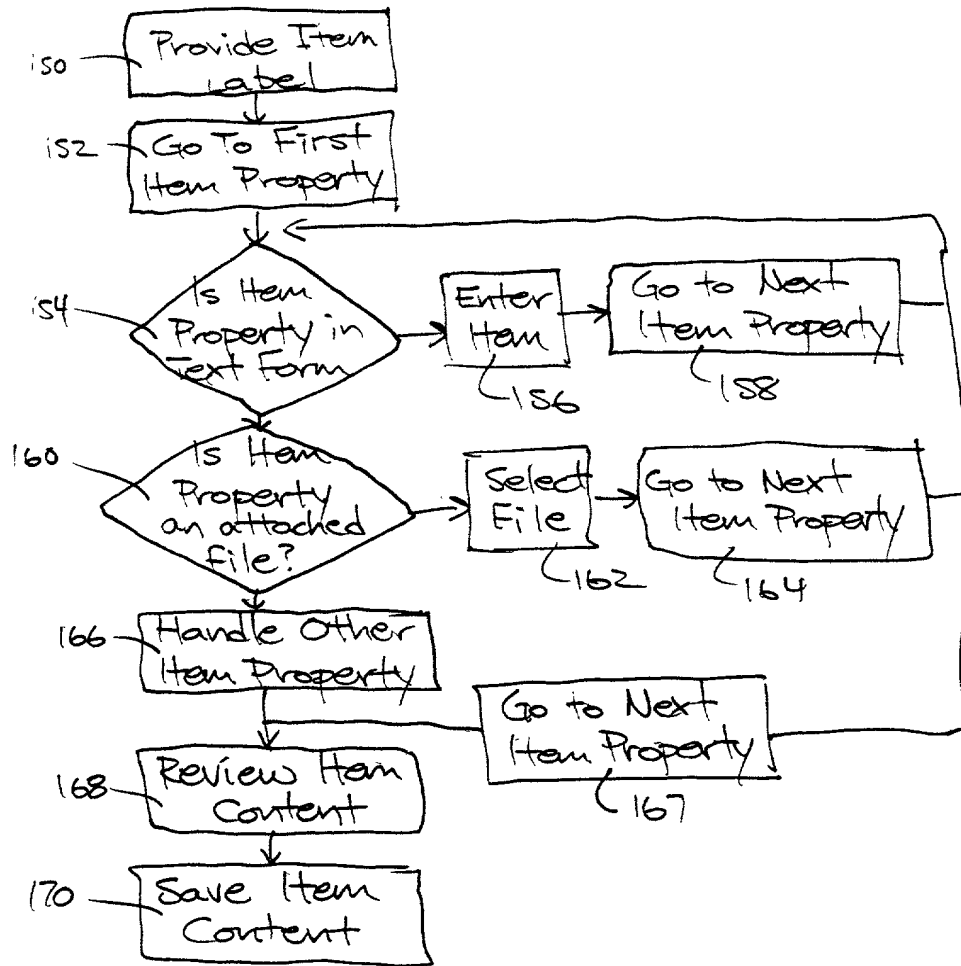 150
Provide Item
Label
152
Go To First
Item Property
154
Is Item
Property in
Text Form
Enter
Item
156
Go to Next
Item Property
158
160
Is Item
Property
an attached
File?
Select
File
162
Go to Next
Item Property
164
166
Handle Other
Item Property
Go to Next
Item Property
167
168
Review Item
Content
170
Save Item
Content